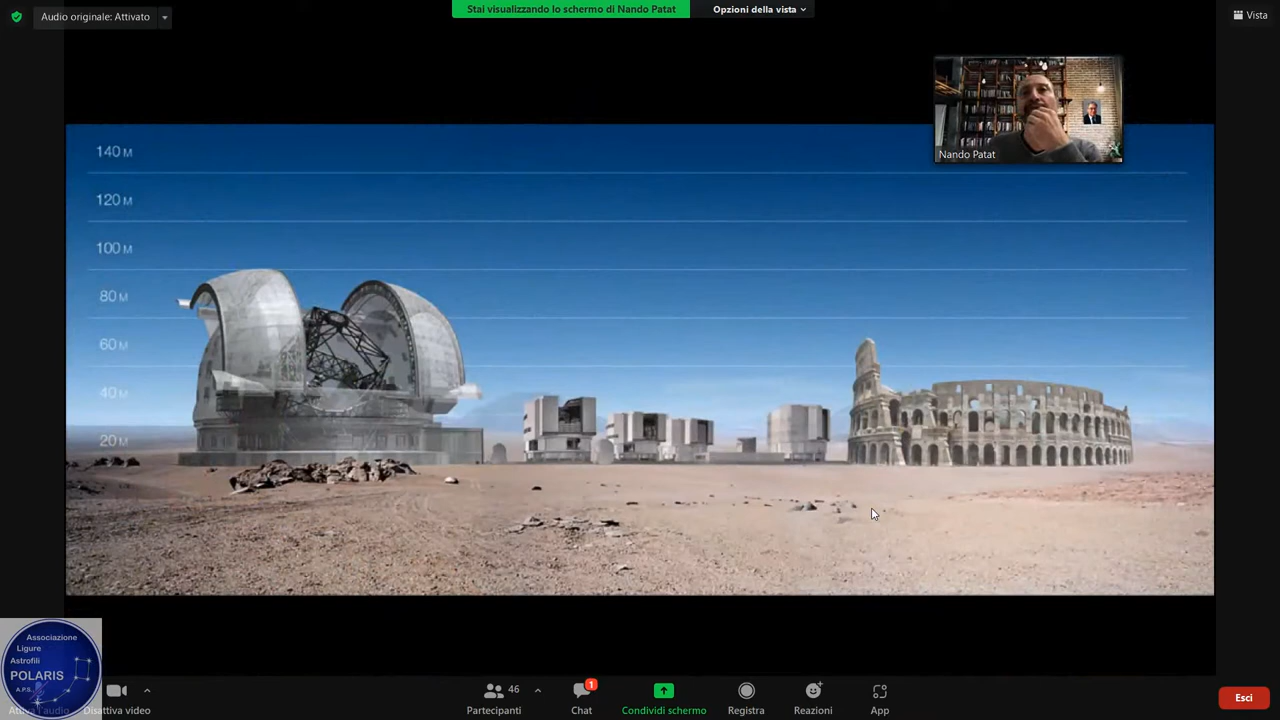 Audio originale: Attivato
Stai visualizzando lo schermo di Nando Patat
Opzioni della vista
Vista
Nando Patat
140 M
120 M
100 M
80 M
60 M
40 M
20 M
Associazione
Ligure
Astrofili
POLARIS
A.P.S.
Disattiva video
46
Partecipanti
1
Chat
Condividi schermo
Registra
Reazioni
App
Esci